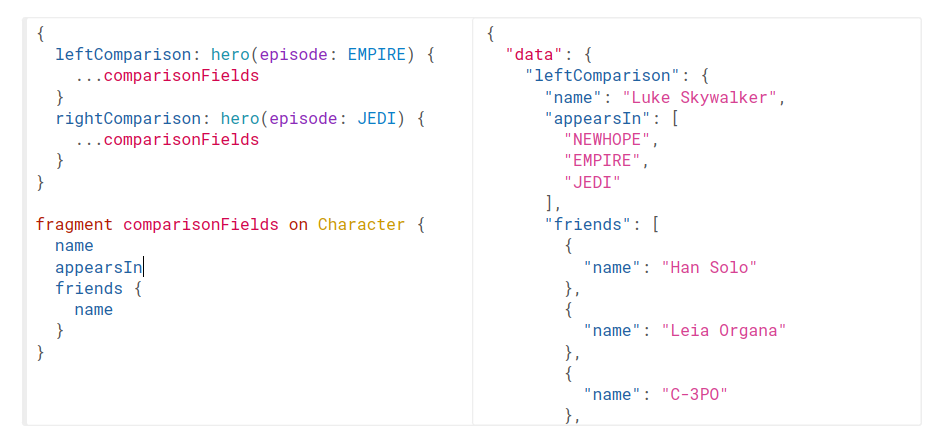 {
  leftComparison: hero(episode: EMPIRE) {
    ...comparisonFields
  }
  rightComparison: hero(episode: JEDI) {
    ...comparisonFields
  }
}

fragment comparisonFields on Character {
  name
  appearsIn
  friends {
    name
  }
}
{
  "data": {
    "leftComparison": {
      "name": "Luke Skywalker",
      "appearsIn": [
        "NEWHOPE",
        "EMPIRE",
        "JEDI"
      ],
      "friends": [
        {
          "name": "Han Solo"
        },
        {
          "name": "Leia Organa"
        },
        {
          "name": "C-3PO"
        },